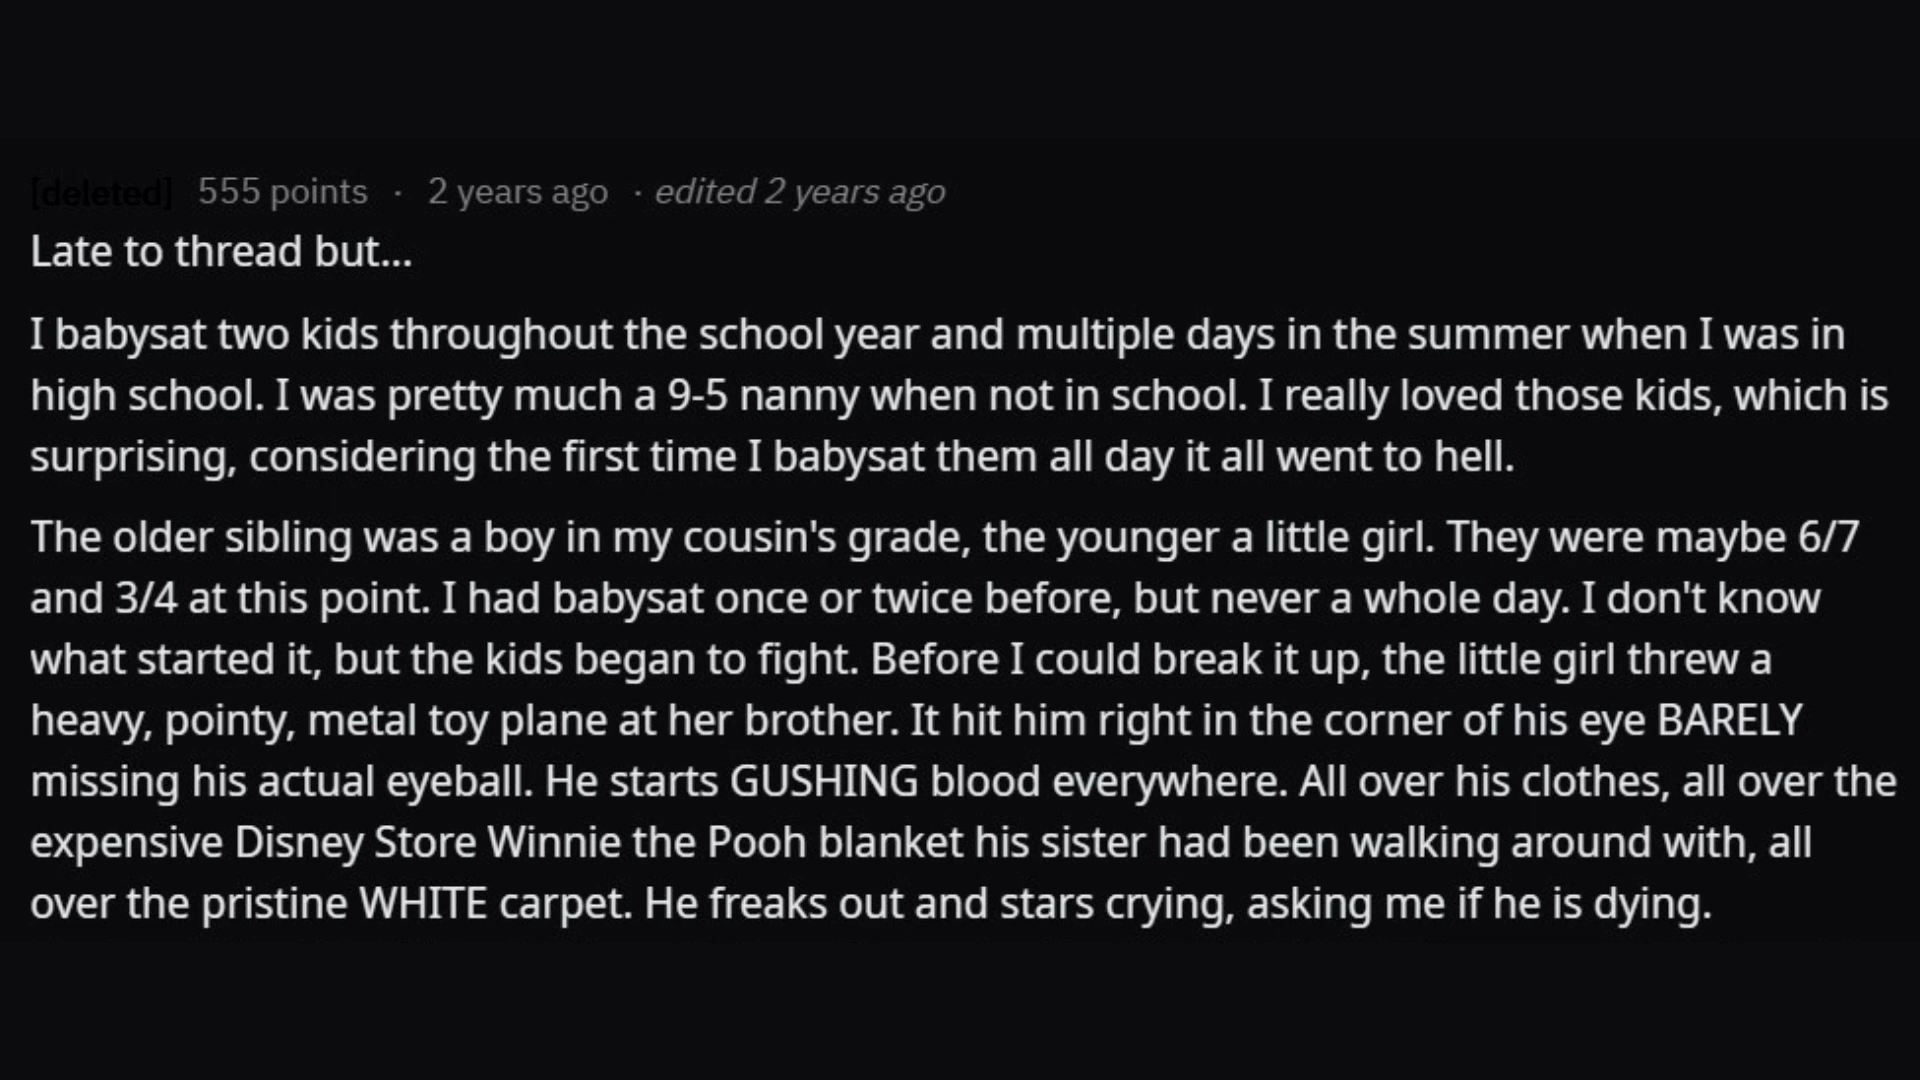 [deleted] 555 points · 2 years ago · edited 2 years ago
Late to thread but...
I babysat two kids throughout the school year and multiple days in the summer when I was in
high school. I was pretty much a 9-5 nanny when not in school. I really loved those kids, which is
surprising, considering the first time I babysat them all day it all went to hell.
The older sibling was a boy in my cousin's grade, the younger a little girl. They were maybe 6/7
and 3/4 at this point. I had babysat once or twice before, but never a whole day. I don't know
what started it, but the kids began to fight. Before I could break it up, the little girl threw a
heavy, pointy, metal toy plane at her brother. It hit him right in the corner of his eye BARELY
missing his actual eyeball. He starts GUSHING blood everywhere. All over his clothes, all over the
expensive Disney Store Winnie the Pooh blanket his sister had been walking around with, all
over the pristine WHITE carpet. He freaks out and stars crying, asking me if he is dying.